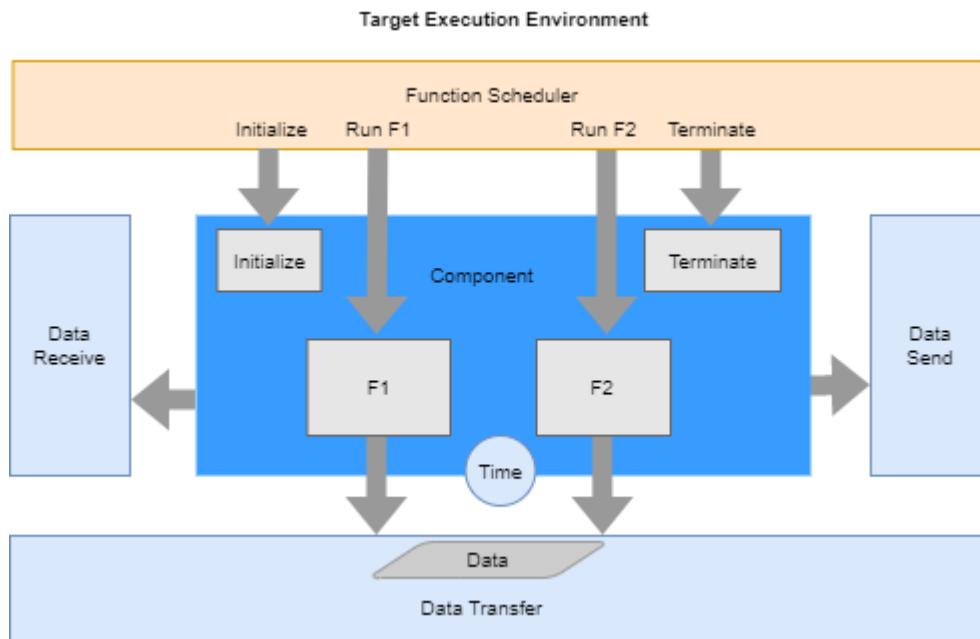 Target Execution Environment
Function Scheduler
Initialize Run F1 Run F2 Terminate
Initialize
Terminate
Component
Data
Receive
Data
Send
F1
F2
Time
Data
Data Transfer